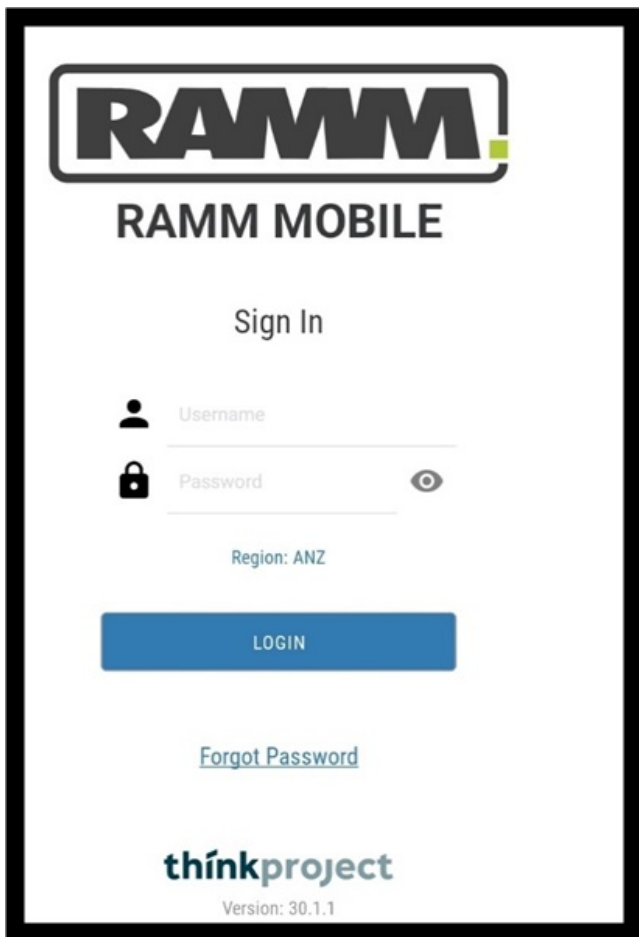 RAMM
RAMM MOBILE
Sign In
Username
Password
Region: ANZ
LOGIN
Forgot Password
thinkproject
Version: 30.1.1